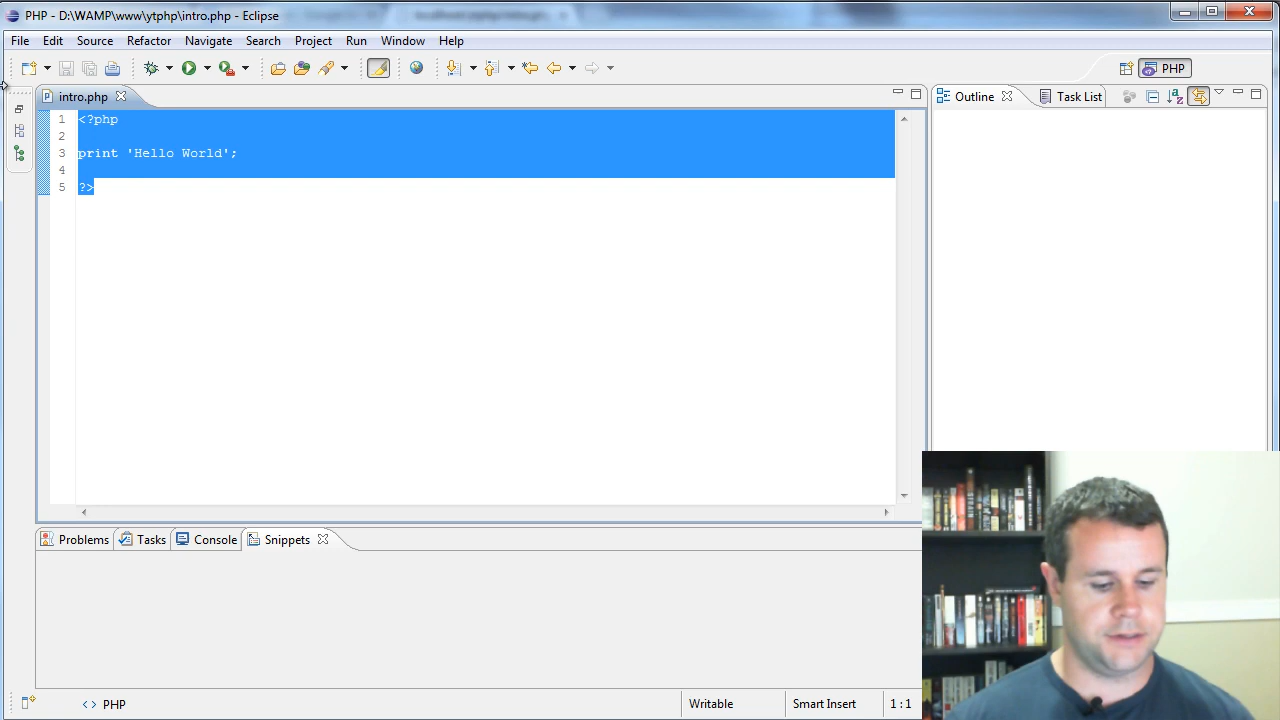 PHP - D:\WAMP\www\ytphp\intro.php - Eclipse
File Edit Source Refactor Navigate Search Project Run Window Help
PHP
intro.php
Outline Task List
1 <?php
2
3 print 'Hello World';
4
5 ?>
Problems Tasks Console Snippets
<> PHP Writable Smart Insert 1 : 1